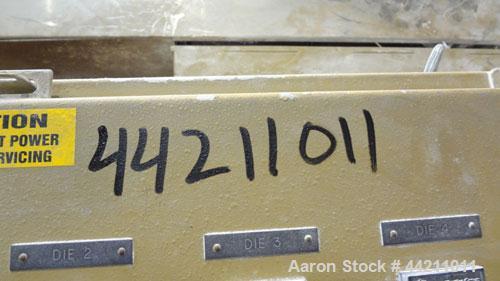 TION
T POWER
RVICING
44211011
DIE 2
DIE 3
DIE 4
Aaron Stock # 44211011